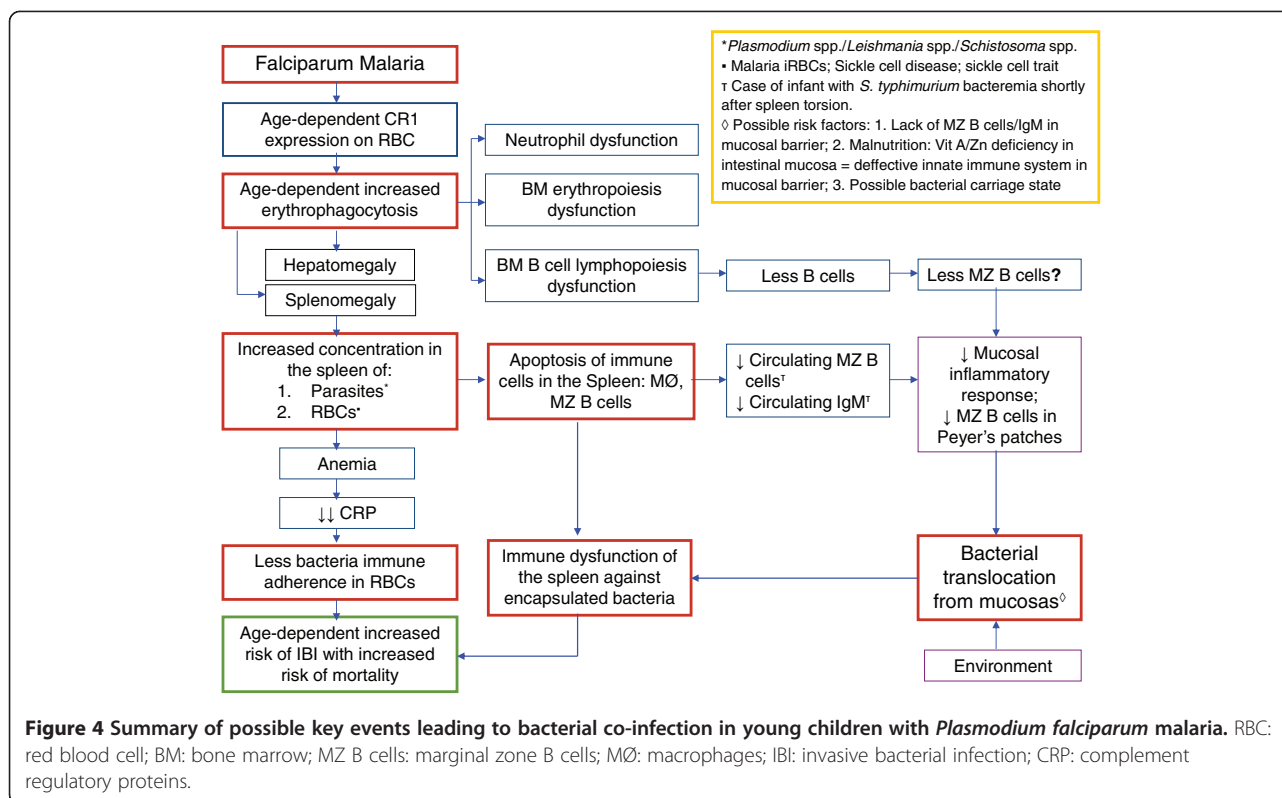 Falciparum Malaria
Age-dependent CR1
expression on RBC
Age-dependent increased
erythrophagocytosis
Hepatomegaly
Splenomegaly
Increased concentration in
the spleen of:
1. Parasites*
2. RBCs▪
Anemia
↓↓ CRP
Less bacteria immune
adherence in RBCs
Age-dependent increased
risk of IBI with increased
risk of mortality
Neutrophil dysfunction
BM erythropoiesis
dysfunction
BM B cell lymphopoiesis
dysfunction
Less B cells
Less MZ B cells?
Apoptosis of immune
cells in the Spleen: MØ,
MZ B cells
↓ Circulating MZ B
cellsᵀ
↓ Circulating IgMᵀ
↓ Mucosal
inflammatory
response;
↓ MZ B cells in
Peyer's patches
Immune dysfunction of
the spleen against
encapsulated bacteria
Bacterial
translocation
from mucosas◊
Environment
*Plasmodium spp./Leishmania spp./Schistosoma spp.
▪ Malaria iRBCs; Sickle cell disease; sickle cell trait
ᴛ Case of infant with S. typhimurium bacteremia shortly
after spleen torsion.
◊ Possible risk factors: 1. Lack of MZ B cells/IgM in
mucosal barrier; 2. Malnutrition: Vit A/Zn deficiency in
intestinal mucosa = deffective innate immune system in
mucosal barrier; 3. Possible bacterial carriage state
Figure 4 Summary of possible key events leading to bacterial co-infection in young children with Plasmodium falciparum malaria. RBC:
red blood cell; BM: bone marrow; MZ B cells: marginal zone B cells; MØ: macrophages; IBI: invasive bacterial infection; CRP: complement
regulatory proteins.